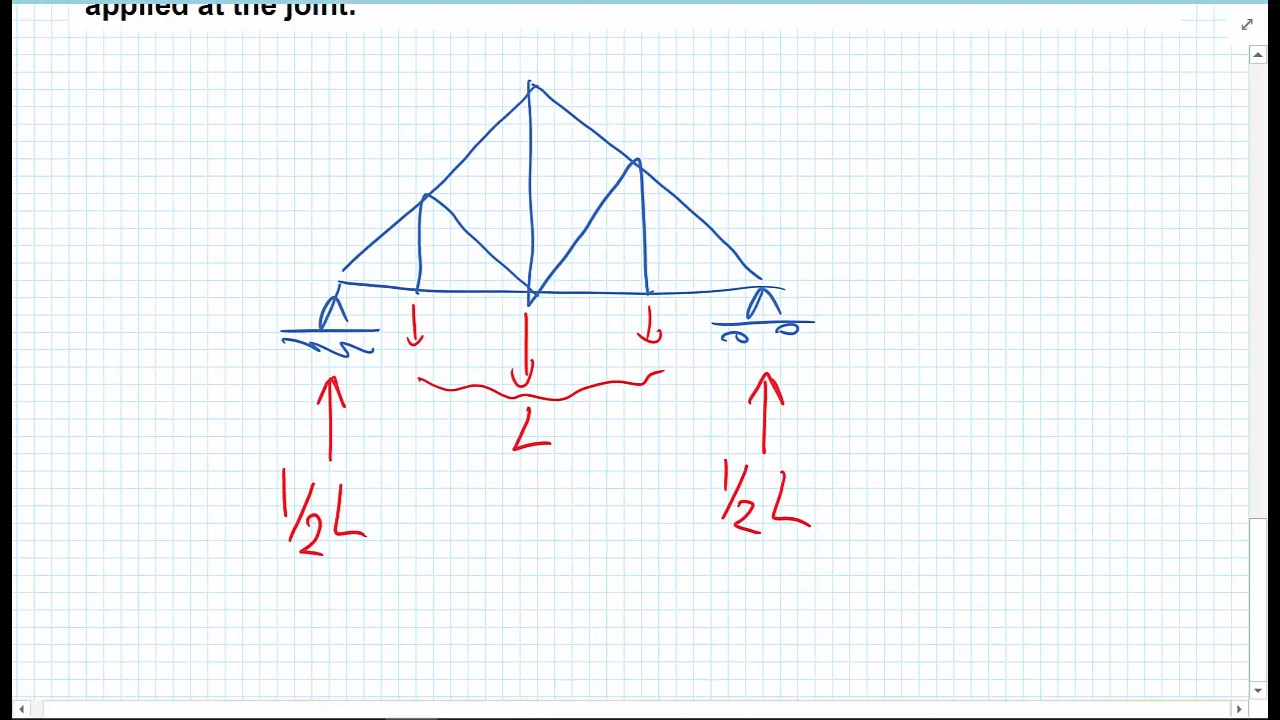 applied at the joint.
L
1/2 L
1/2 L